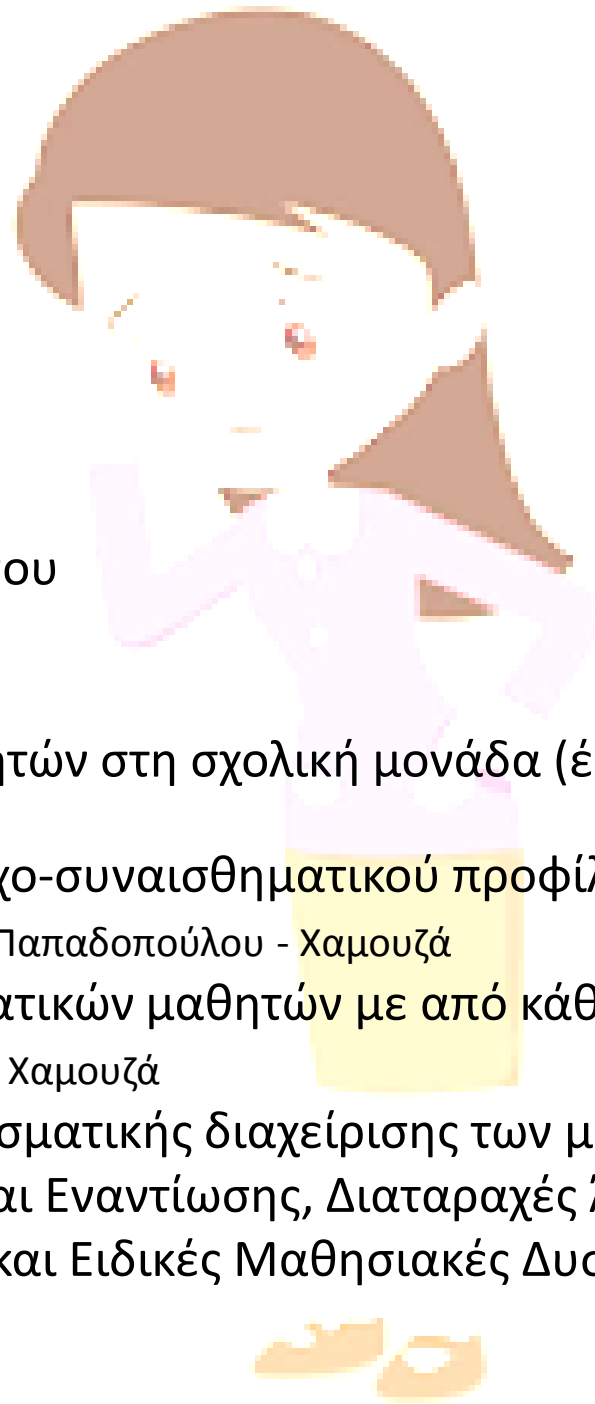 του
ητών στη σχολική μονάδα (έ
χο-συναισθηματικού προφίλ
Παπαδοπούλου - Χαμουζά
ατικών μαθητών με από κάθ
Χαμουζά
σματικής διαχείρισης των μ
αι Εναντίωσης, Διαταραχές
και Ειδικές Μαθησιακές Δυσ